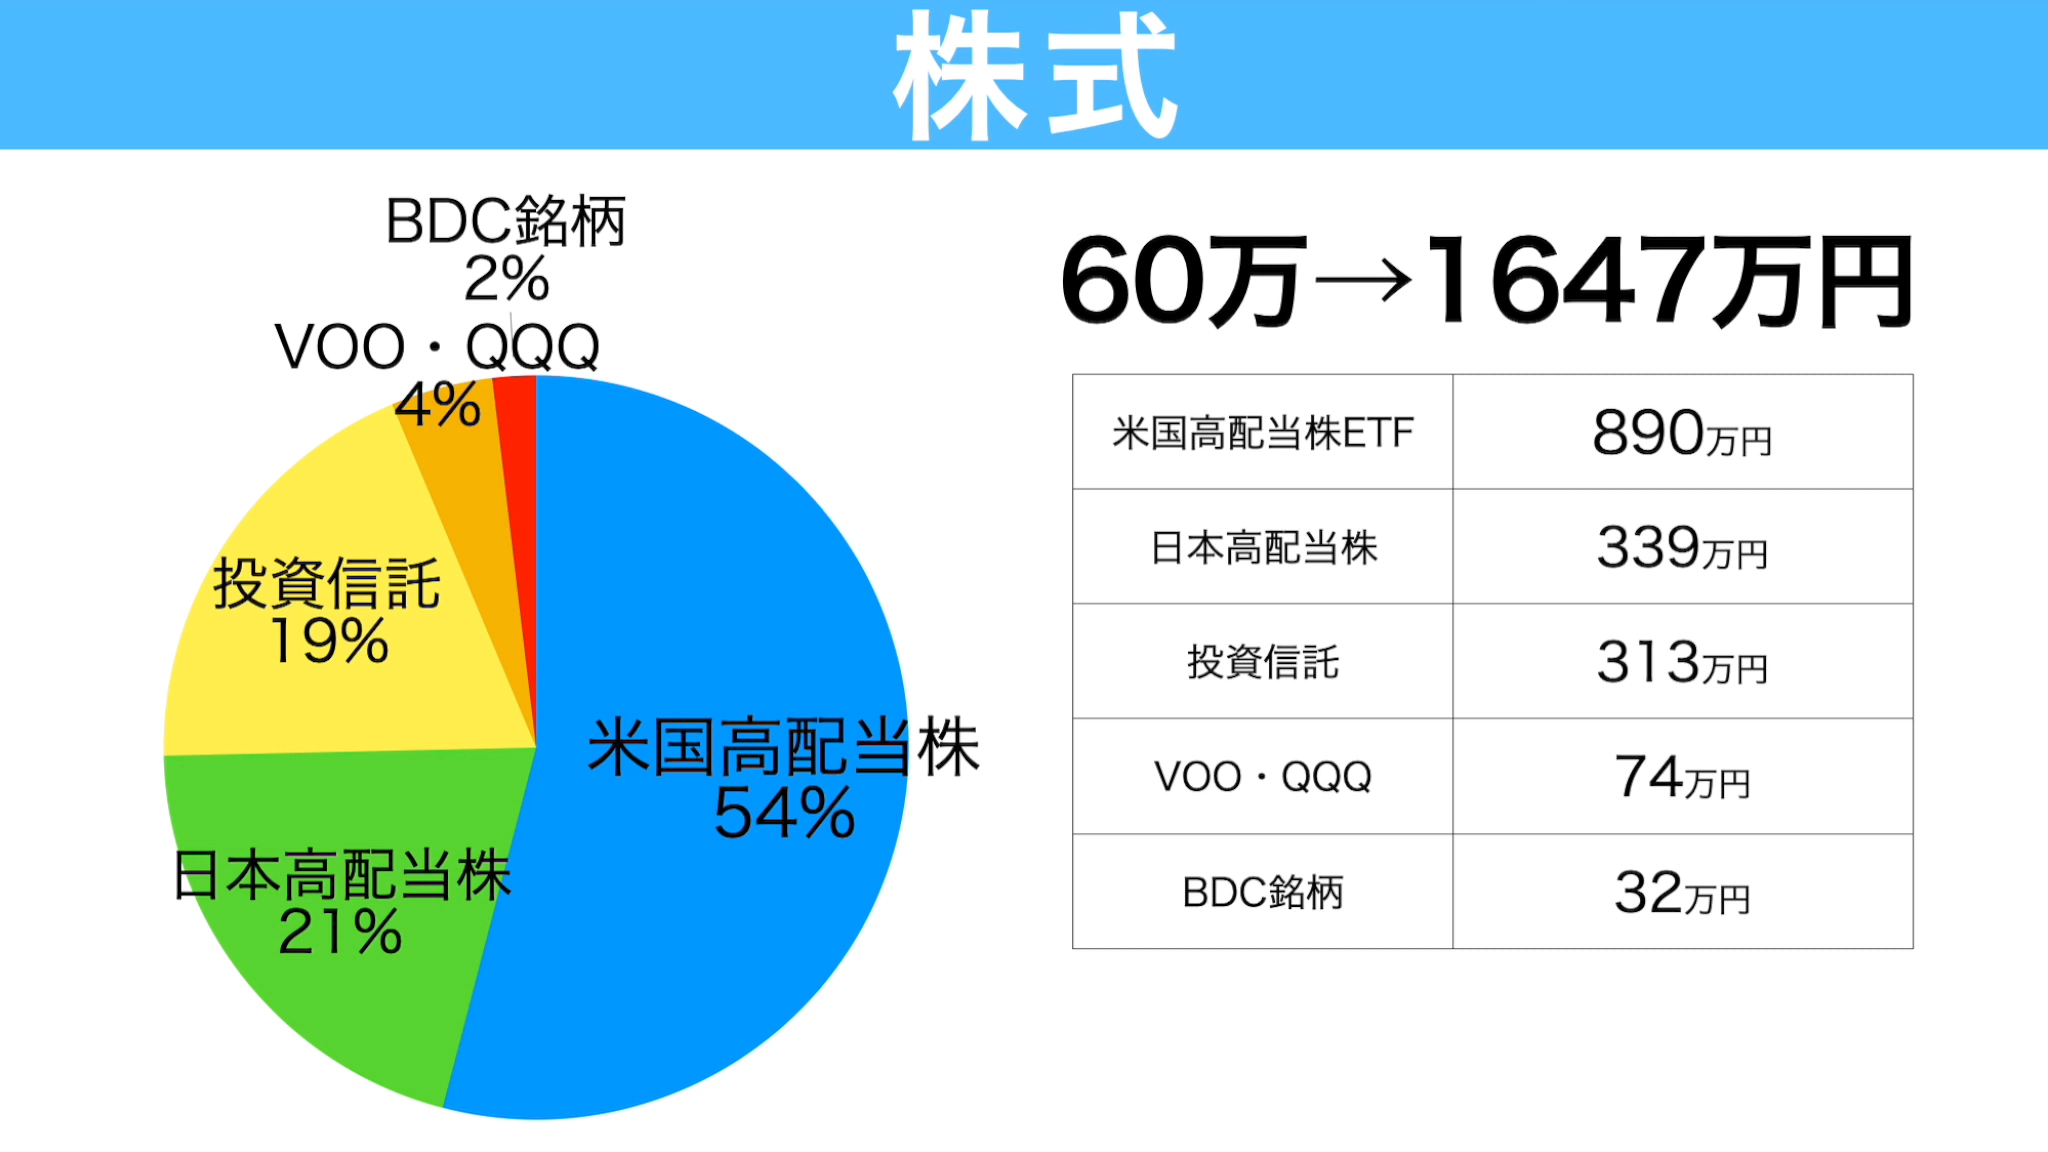 株式
BDC銘柄
2%
VOO・QQQ
4%
投資信託
19%
米国高配当株
54%
日本高配当株
21%
60万→1647万円
米国高配当株ETF 890万円
日本高配当株 339万円
投資信託 313万円
VOO・QQQ 74万円
BDC銘柄 32万円